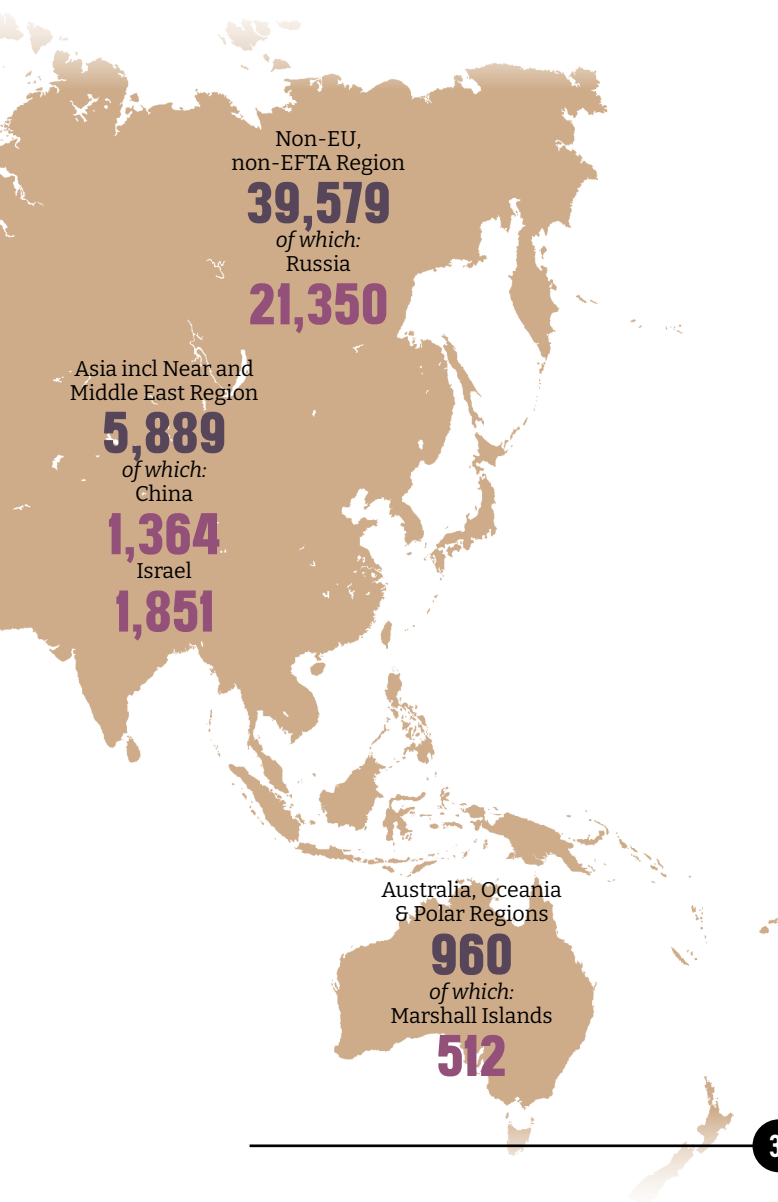 Non-EU,
non-EFTA Region
39,579
of which:
Russia
21,350
Asia incl Near and
Middle East Region
5,889
of which:
China
1,364
Israel
1,851
Australia, Oceania
& Polar Regions
960
of which:
Marshall Islands
512